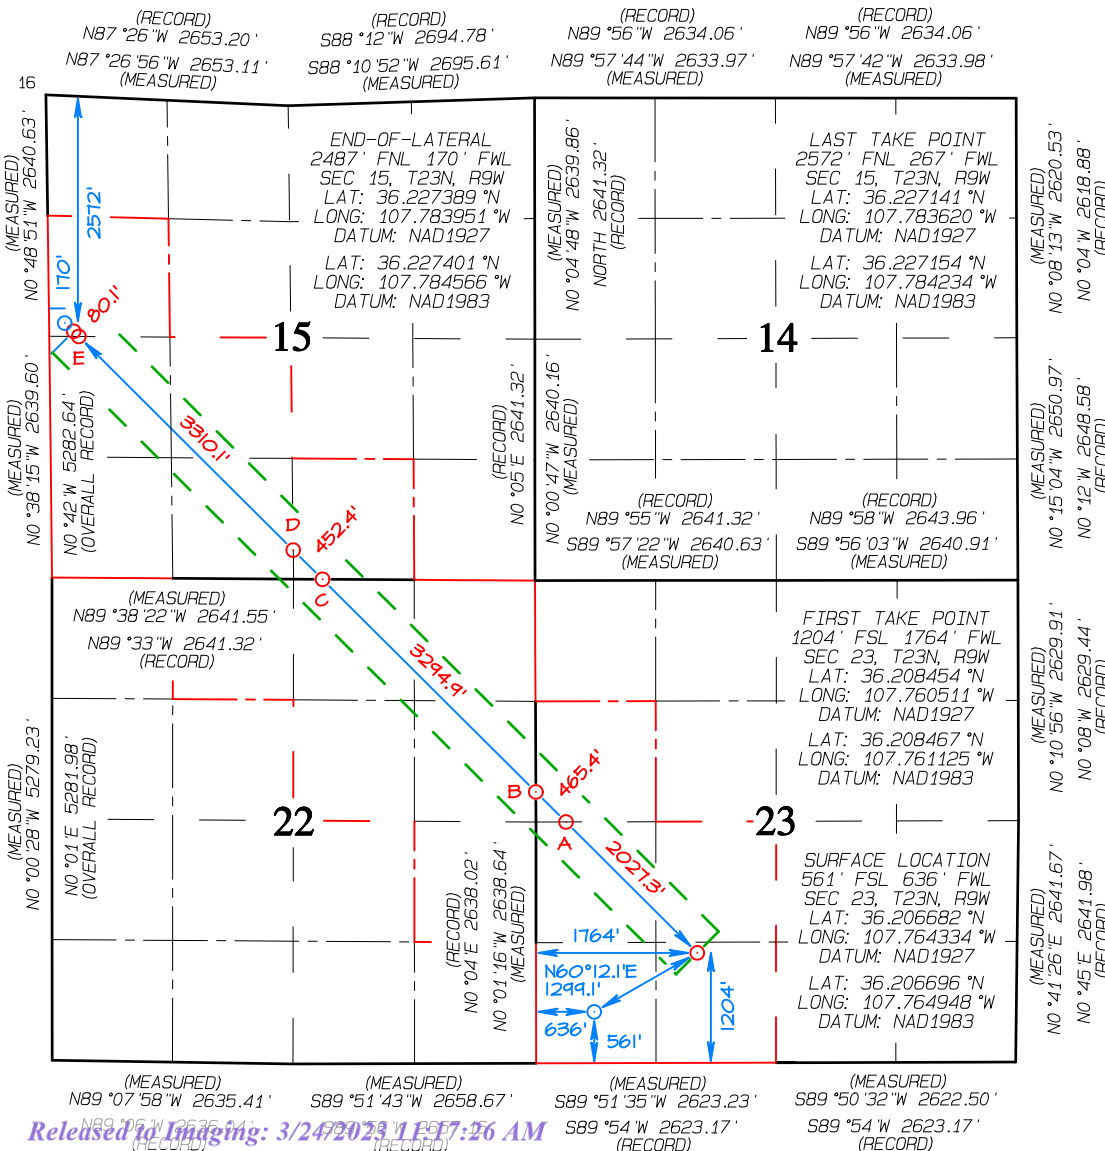 (RECORD)
N87°26'W 2653.20'
N87°26'56"W 2653.11'
(MEASURED)
(RECORD)
S88°12'W 2694.78'
S88°10'52"W 2695.61'
(MEASURED)
(RECORD)
N89°56'W 2634.06'
N89°57'44"W 2633.97'
(MEASURED)
(RECORD)
N89°56'W 2634.06'
N89°57'42"W 2633.98'
(MEASURED)
16
(MEASURED)
N0°48'51"W 2640.63'
2512'
170'
80.1'
E
END-OF-LATERAL
2487' FNL 170' FWL
SEC 15, T23N, R9W
LAT: 36.227389°N
LONG: 107.783951°W
DATUM: NAD1927
LAT: 36.227401°N
LONG: 107.784566°W
DATUM: NAD1983
15
(MEASURED)
N0°04'48"W 2639.86'
NORTH 2641.32'
(RECORD)
LAST TAKE POINT
2572' FNL 267' FWL
SEC 15, T23N, R9W
LAT: 36.227141°N
LONG: 107.783620°W
DATUM: NAD1927
LAT: 36.227154°N
LONG: 107.784234°W
DATUM: NAD1983
14
(MEASURED)
N0°08'13"W 2620.53'
N0°04'W 2618.88'
(RECORD)
(MEASURED)
N0°38'15"W 2639.60'
N0°42'W 5282.64'
(OVERALL RECORD)
3310.1'
D
452.4'
C
(RECORD)
N0°05'E 2641.32'
N0°00'47"W 2640.16'
(MEASURED)
(RECORD)
N89°55'W 2641.32'
S89°57'22"W 2640.63'
(MEASURED)
(RECORD)
N89°58'W 2643.96'
S89°56'03"W 2640.91'
(MEASURED)
(MEASURED)
N0°15'04"W 2650.97'
N0°12'W 2648.58'
(RECORD)
(MEASURED)
N89°38'22"W 2641.55'
N89°33'W 2641.32'
(RECORD)
3294.9'
B
465.4'
A
FIRST TAKE POINT
1204' FSL 1764' FWL
SEC 23, T23N, R9W
LAT: 36.208454°N
LONG: 107.760511°W
DATUM: NAD1927
LAT: 36.208467°N
LONG: 107.761125°W
DATUM: NAD1983
(MEASURED)
N0°10'56"W 2629.91'
N0°08'W 2629.44'
(RECORD)
(MEASURED)
N0°00'28"W 5279.23'
N0°01'E 5281.98'
(OVERALL RECORD)
22
23
2027.3'
(RECORD)
N0°04'E 2638.02'
N0°01'16"W 2638.64'
(MEASURED)
1764'
N60°12.1'E
1299.1'
636'
561'
1204'
SURFACE LOCATION
561' FSL 636' FWL
SEC 23, T23N, R9W
LAT: 36.206682°N
LONG: 107.764334°W
DATUM: NAD1927
LAT: 36.206696°N
LONG: 107.764948°W
DATUM: NAD1983
(MEASURED)
N0°41'26"E 2641.67'
N0°45'E 2641.98'
(RECORD)
(MEASURED)
N89°07'58"W 2635.41'
(RECORD)
(MEASURED)
S89°51'43"W 2658.67'
(RECORD)
(MEASURED)
S89°51'35"W 2623.23'
S89°54'W 2623.17'
(RECORD)
(MEASURED)
S89°50'32"W 2622.50'
S89°54'W 2623.17'
(RECORD)
Released to Imaging: 3/24/2023 11:17:26 AM